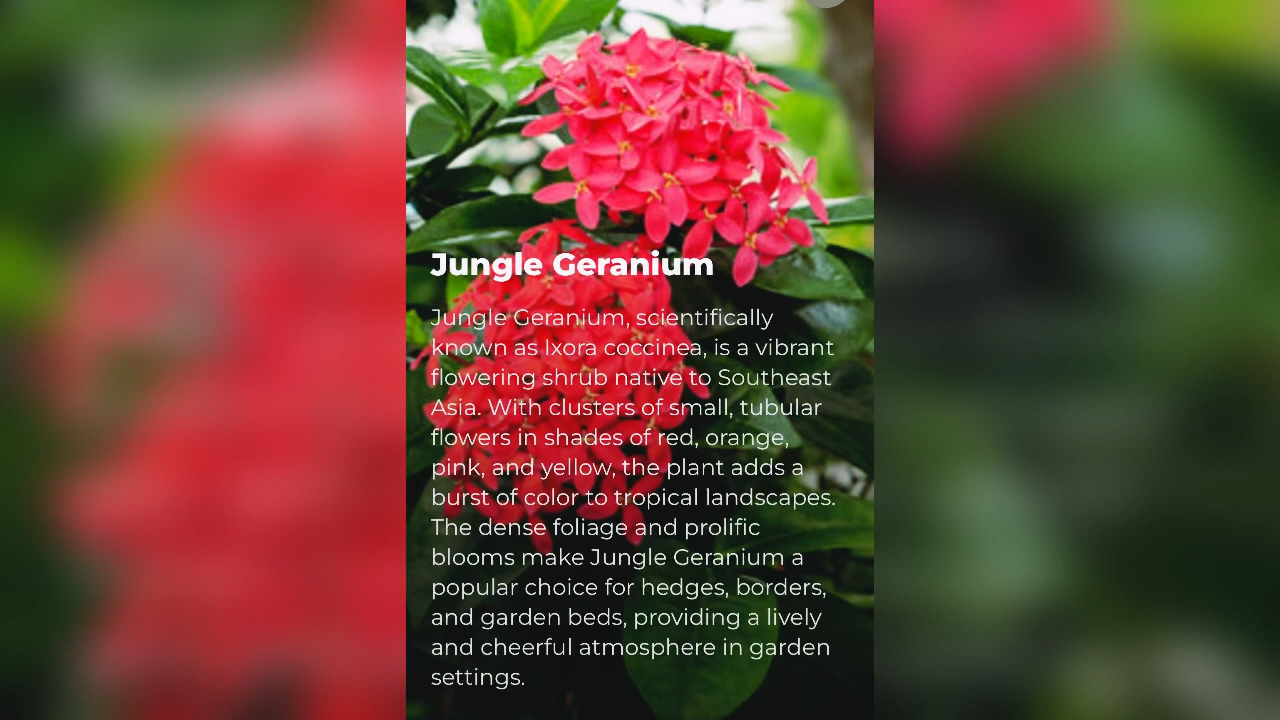 Jungle Geranium
Jungle Geranium, scientifically
known as Ixora coccinea, is a vibrant
flowering shrub native to Southeast
Asia. With clusters of small, tubular
flowers in shades of red, orange,
pink, and yellow, the plant adds a
burst of color to tropical landscapes.
The dense foliage and prolific
blooms make Jungle Geranium a
popular choice for hedges, borders,
and garden beds, providing a lively
and cheerful atmosphere in garden
settings.